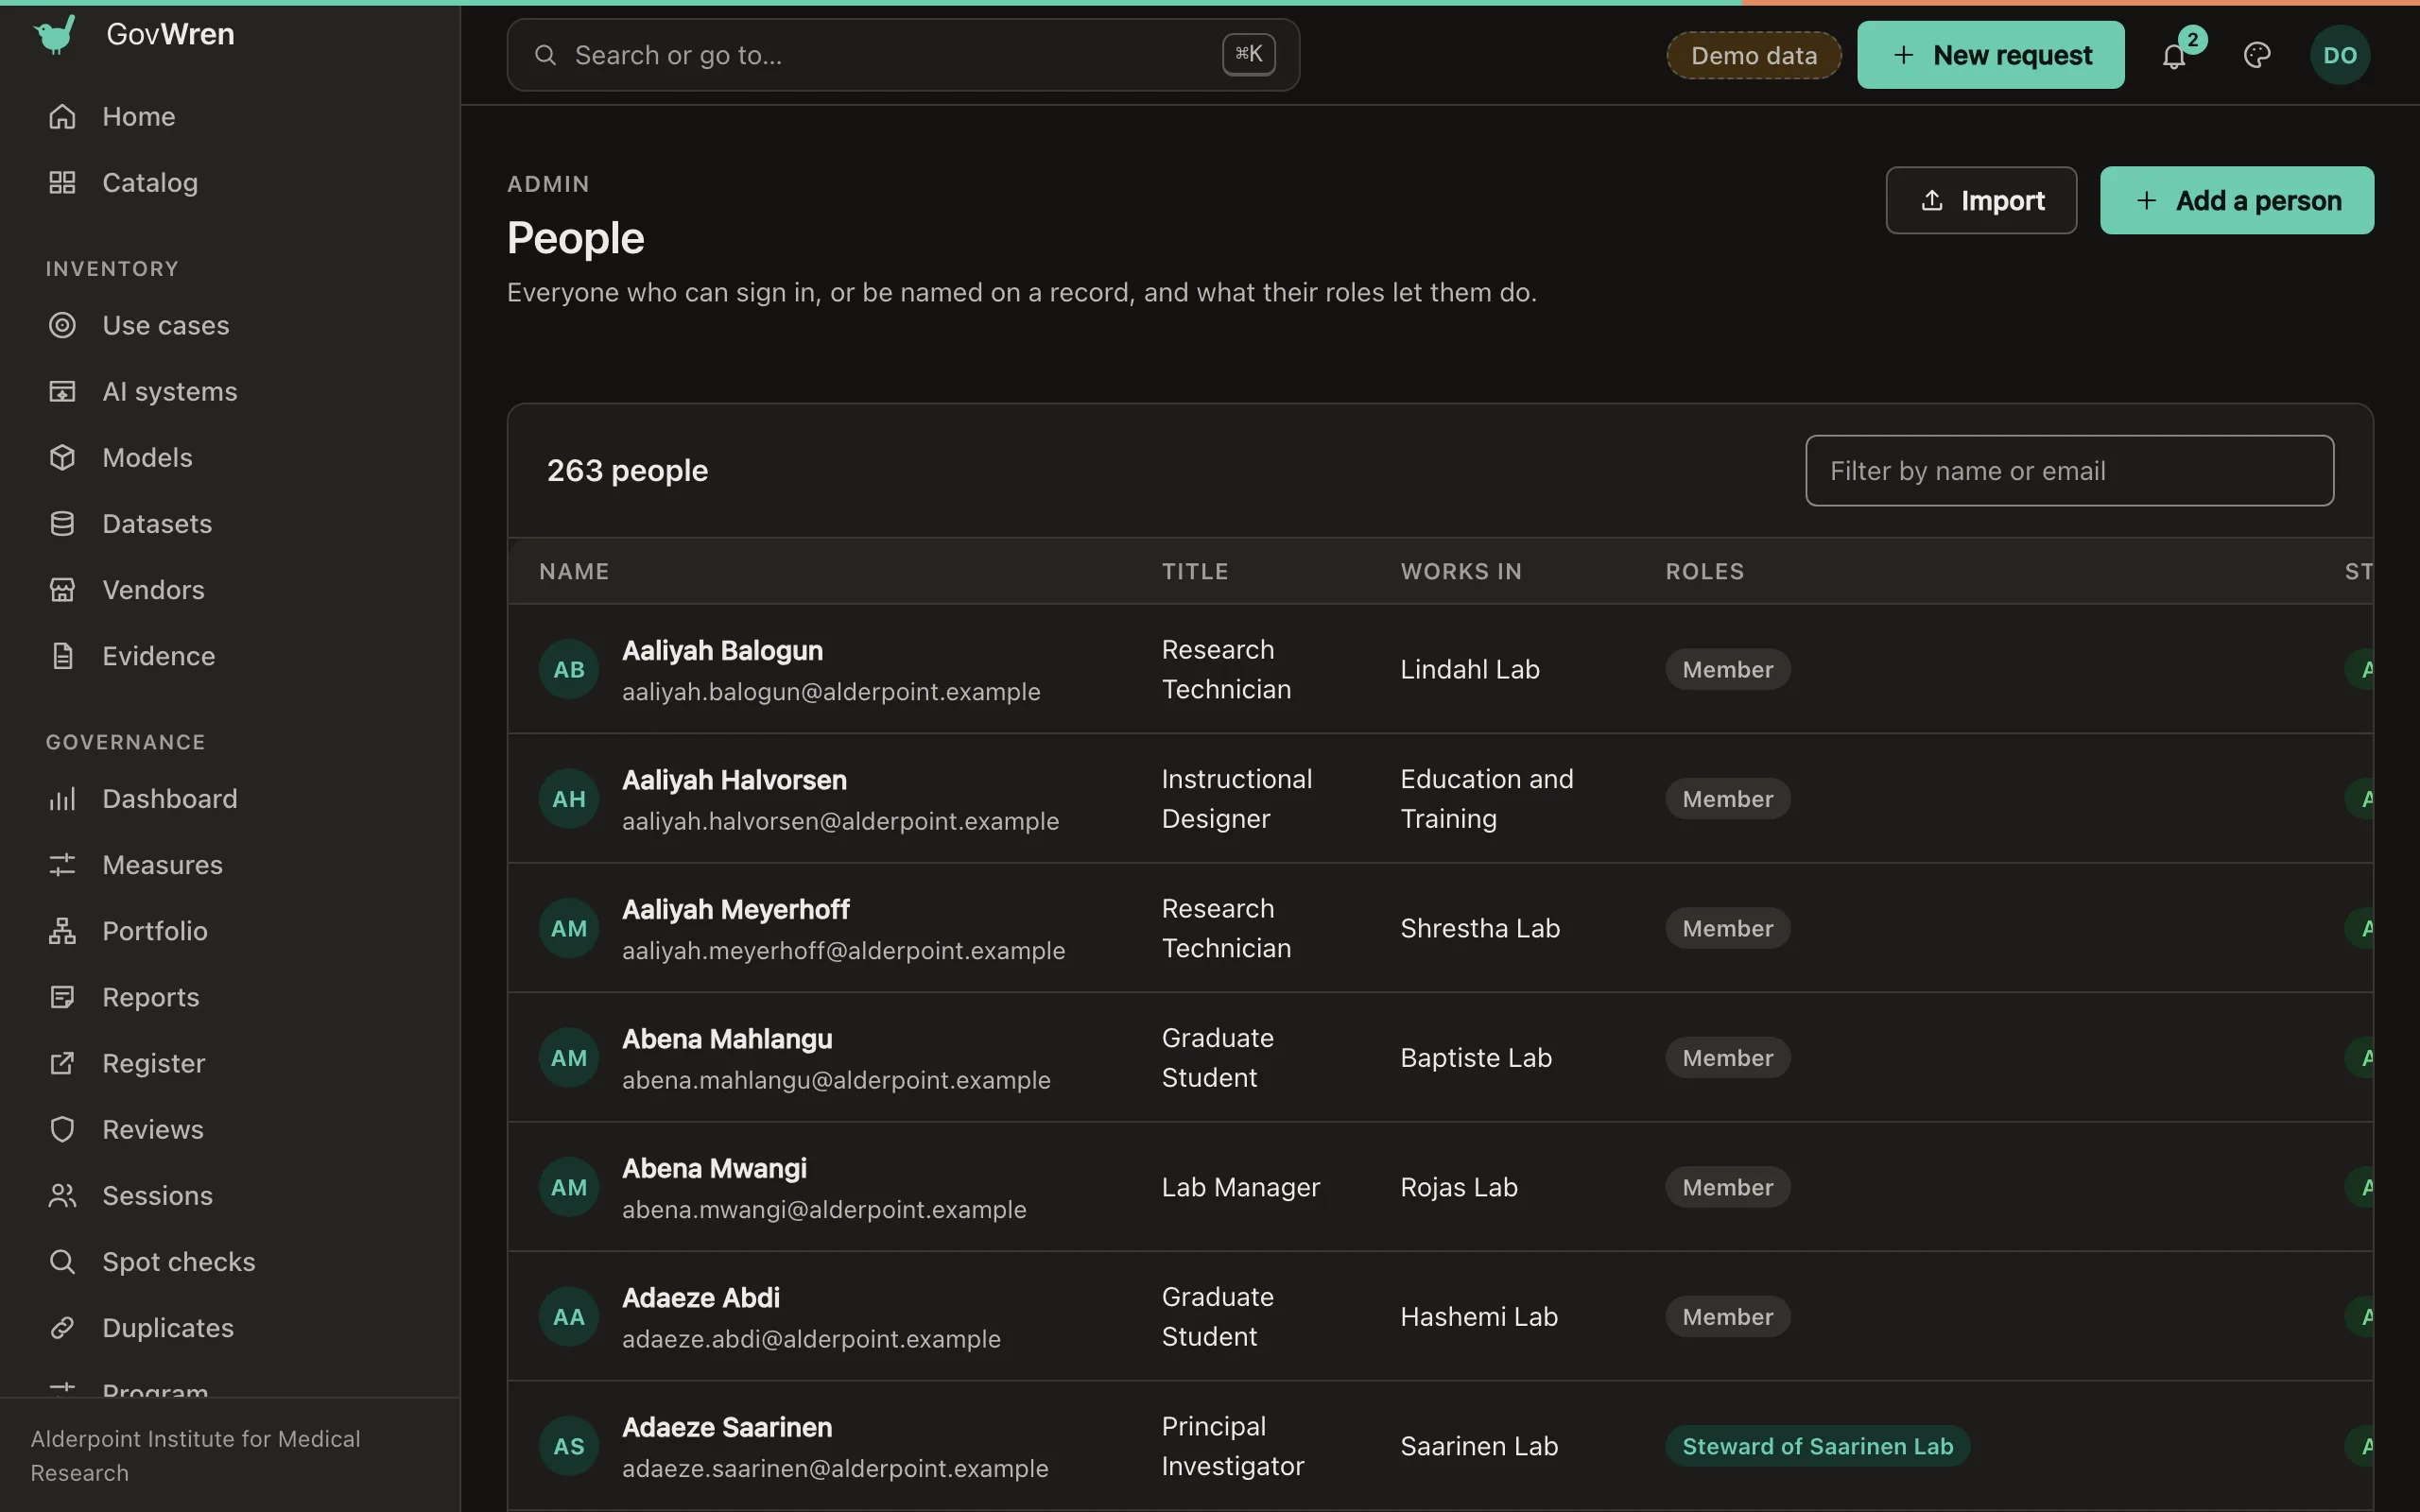 GovWren
Search or go to...
⌘K
Demo data
+ New request
2
DO
Home
Catalog
INVENTORY
Use cases
AI systems
Models
Datasets
Vendors
Evidence
GOVERNANCE
Dashboard
Measures
Portfolio
Reports
Register
Reviews
Sessions
Spot checks
Duplicates
Program
Alderpoint Institute for Medical
Research
ADMIN
People
Everyone who can sign in, or be named on a record, and what their roles let them do.
Import
+ Add a person
263 people
Filter by name or email
NAME TITLE WORKS IN ROLES ST
AB Aaliyah Balogun
aaliyah.balogun@alderpoint.example
Research
Technician
Lindahl Lab
Member
A
AH Aaliyah Halvorsen
aaliyah.halvorsen@alderpoint.example
Instructional
Designer
Education and
Training
Member
A
AM Aaliyah Meyerhoff
aaliyah.meyerhoff@alderpoint.example
Research
Technician
Shrestha Lab
Member
A
AM Abena Mahlangu
abena.mahlangu@alderpoint.example
Graduate
Student
Baptiste Lab
Member
A
AM Abena Mwangi
abena.mwangi@alderpoint.example
Lab Manager
Rojas Lab
Member
A
AA Adaeze Abdi
adaeze.abdi@alderpoint.example
Graduate
Student
Hashemi Lab
Member
A
AS Adaeze Saarinen
adaeze.saarinen@alderpoint.example
Principal
Investigator
Saarinen Lab
Steward of Saarinen Lab
A